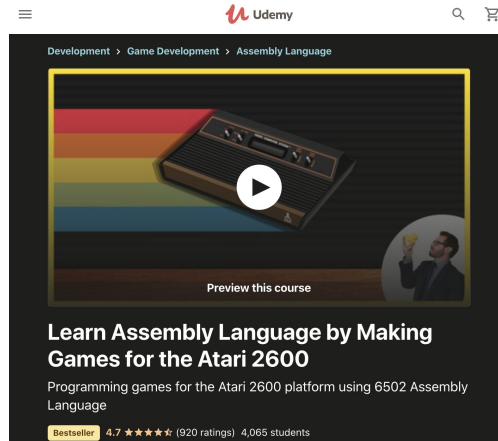 Udemy
Development > Game Development > Assembly Language
Preview this course
Learn Assembly Language by Making
Games for the Atari 2600
Programming games for the Atari 2600 platform using 6502 Assembly
Language
Bestseller 4.7 (920 ratings) 4,065 students